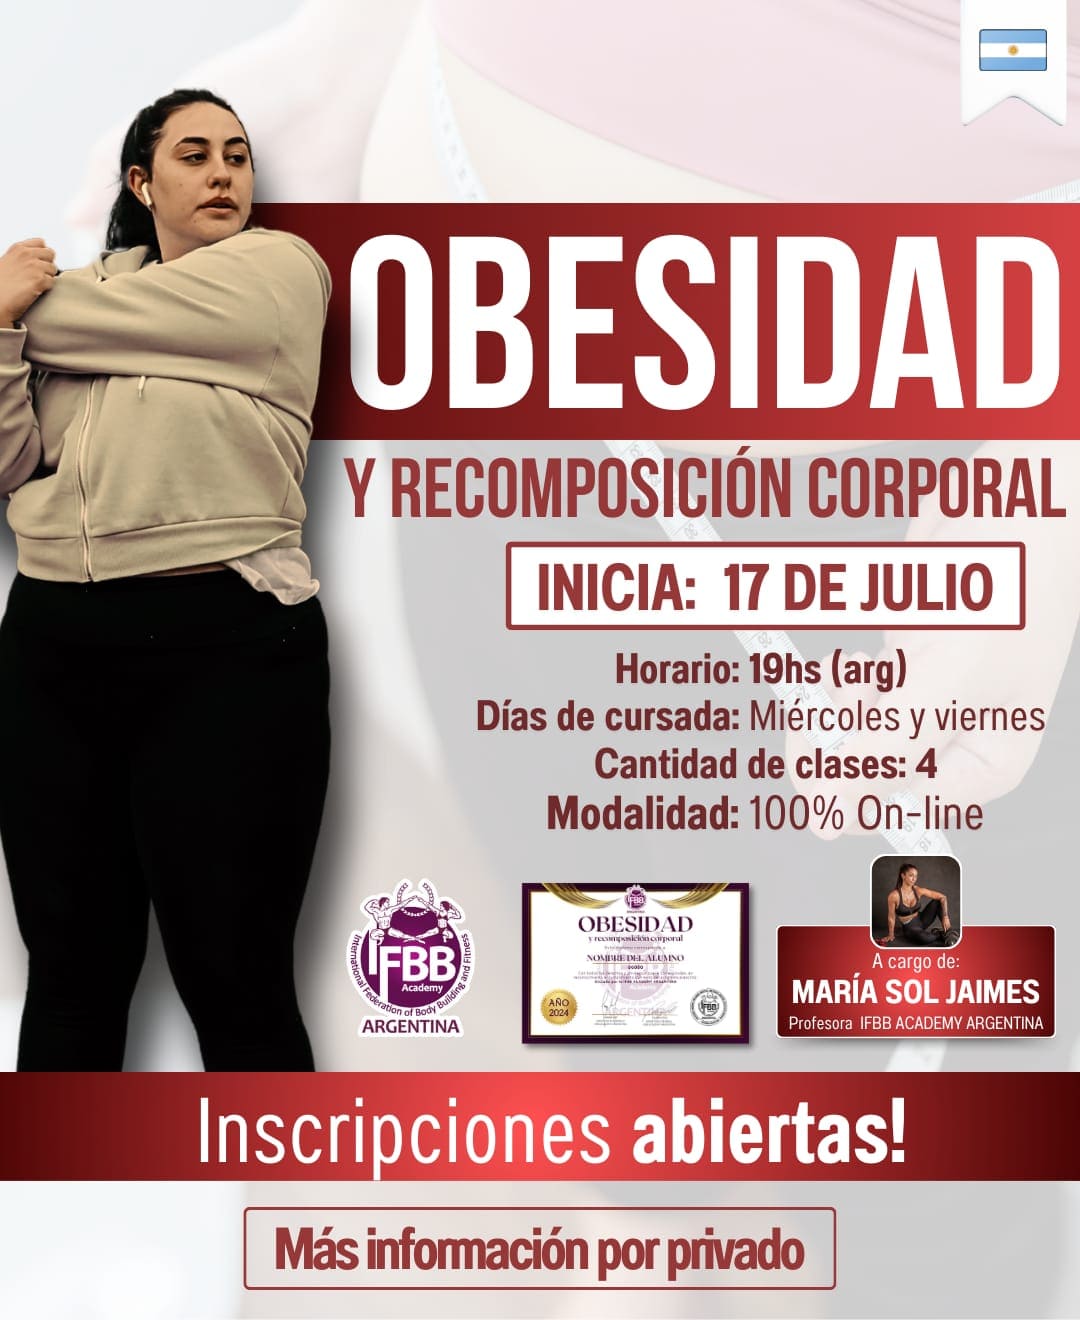 OBESIDAD
Y RECOMPOSICIÓN CORPORAL
INICIA: 17 DE JULIO
Horario: 19hs (arg)
Días de cursada: Miércoles y viernes
Cantidad de clases: 4
Modalidad: 100% On-line
IFBB
Academy
International Federation of Body Building and Fitness
ARGENTINA
IFBB
OBESIDAD
y recomposición corporal
NOMBRE DEL ALUMNO
AÑO
2024
IFBB
A cargo de:
MARÍA SOL JAIMES
Profesora IFBB ACADEMY ARGENTINA
Inscripciones abiertas!
Más información por privado